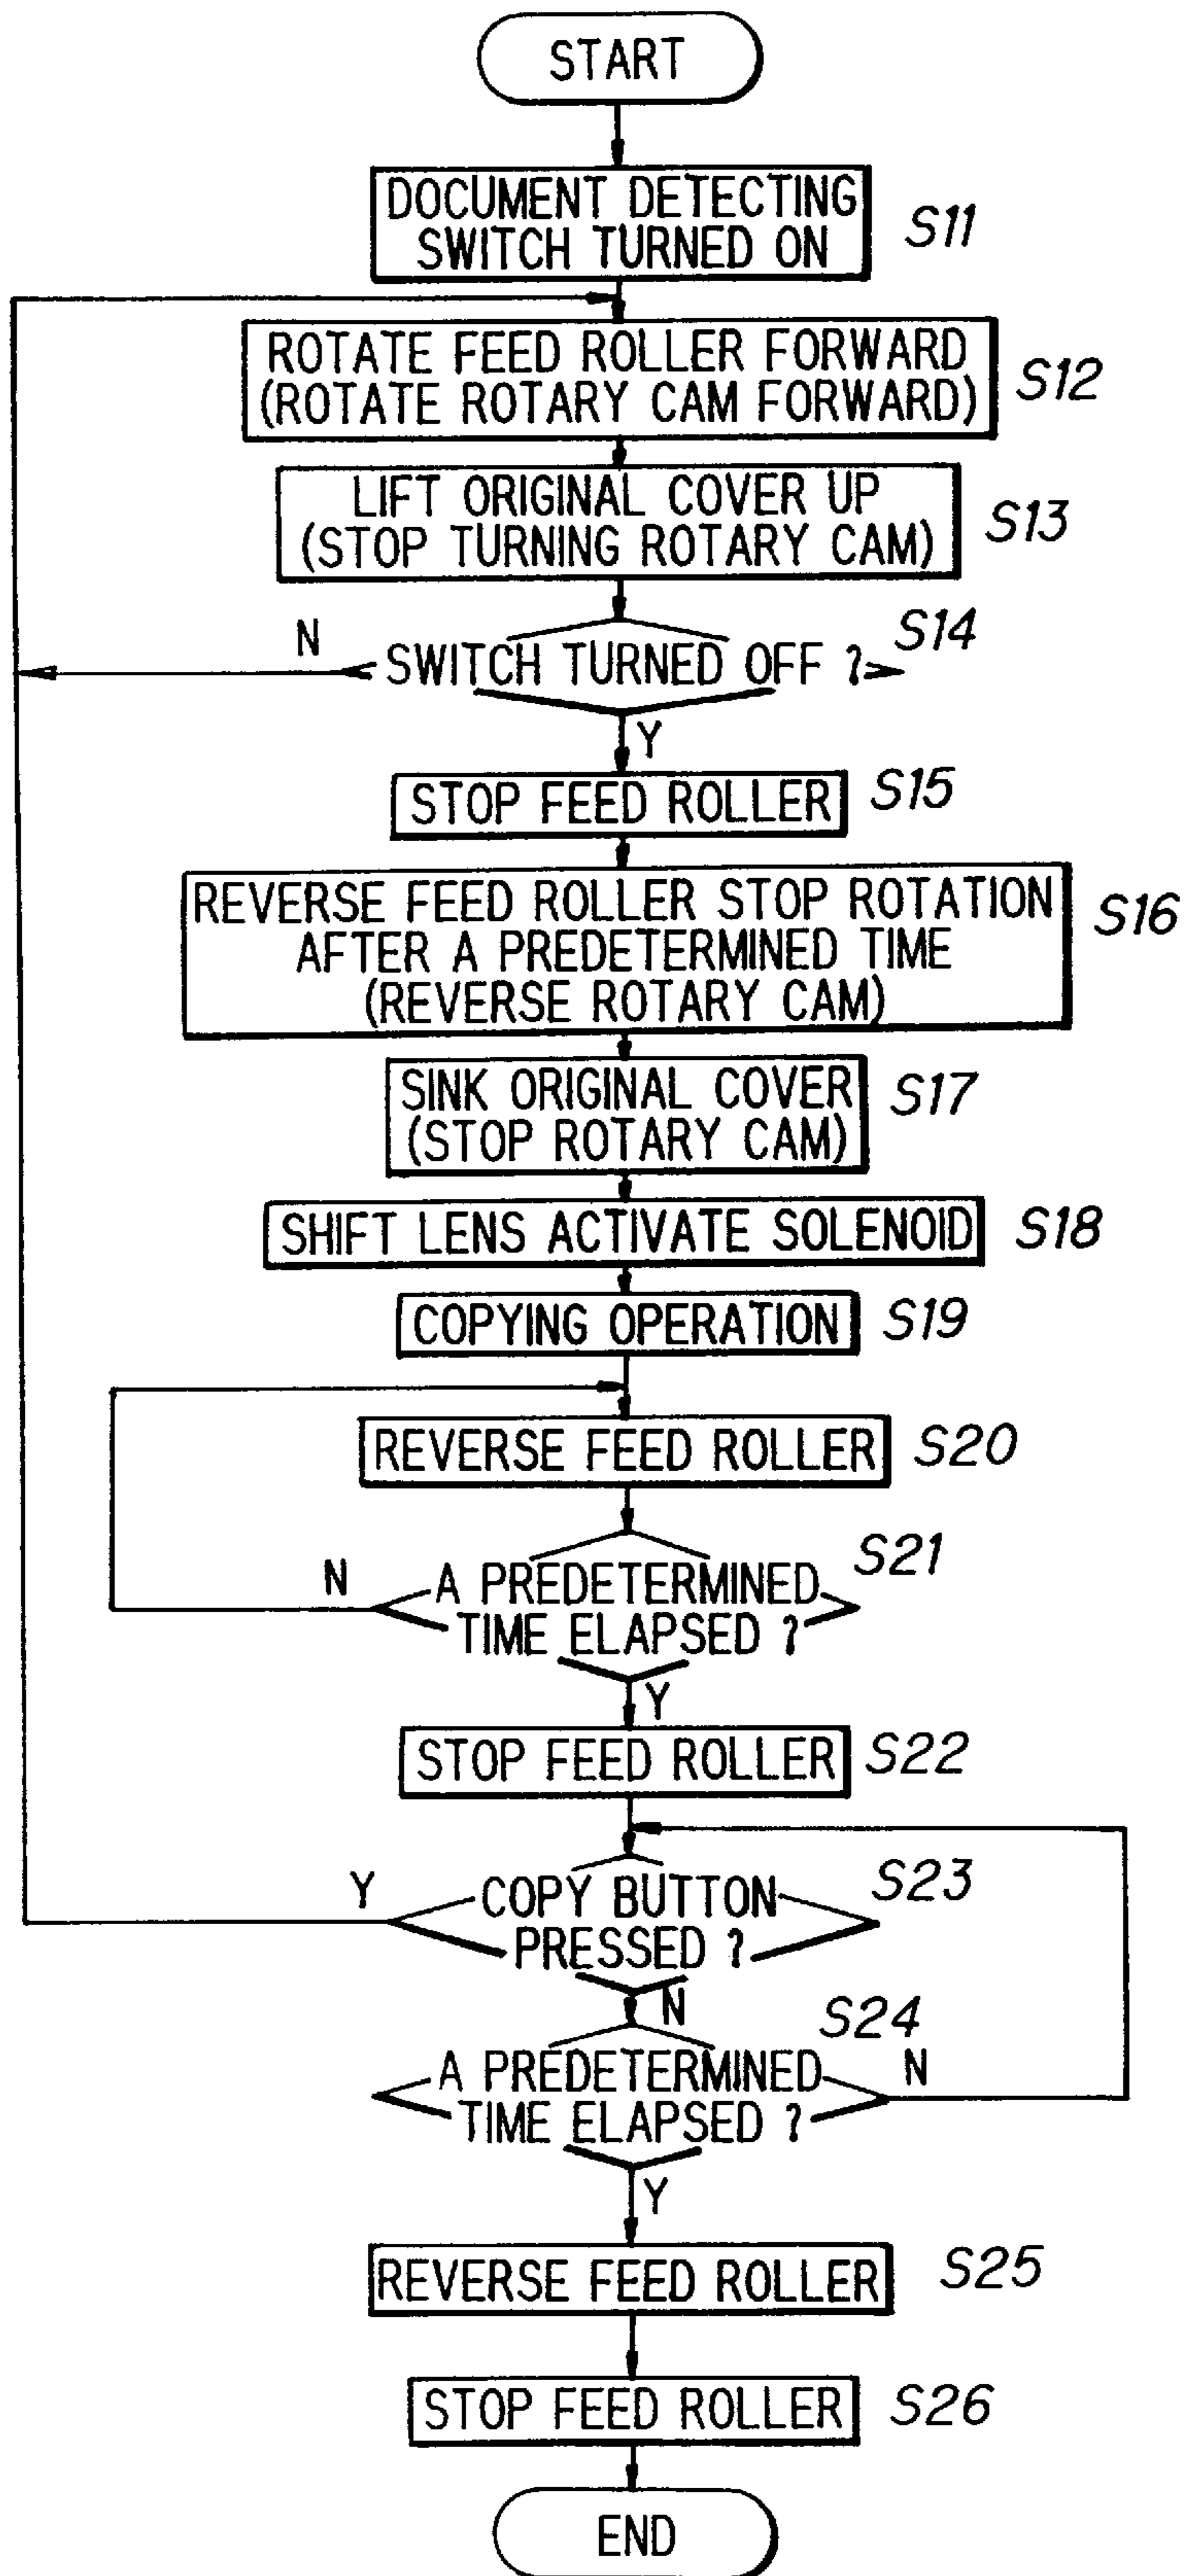 START
DOCUMENT DETECTING
SWITCH TURNED ON
S11
ROTATE FEED ROLLER FORWARD
(ROTATE ROTARY CAM FORWARD)
S12
LIFT ORIGINAL COVER UP
(STOP TURNING ROTARY CAM)
S13
S14
N
SWITCH TURNED OFF ?
Y
STOP FEED ROLLER
S15
REVERSE FEED ROLLER STOP ROTATION
AFTER A PREDETERMINED TIME
(REVERSE ROTARY CAM)
S16
SINK ORIGINAL COVER
(STOP ROTARY CAM)
S17
SHIFT LENS ACTIVATE SOLENOID
S18
COPYING OPERATION
S19
REVERSE FEED ROLLER
S20
S21
N
A PREDETERMINED
TIME ELAPSED ?
Y
STOP FEED ROLLER
S22
S23
Y
COPY BUTTON
PRESSED ?
N
S24
A PREDETERMINED
TIME ELAPSED ?
N
Y
REVERSE FEED ROLLER
S25
STOP FEED ROLLER
S26
END